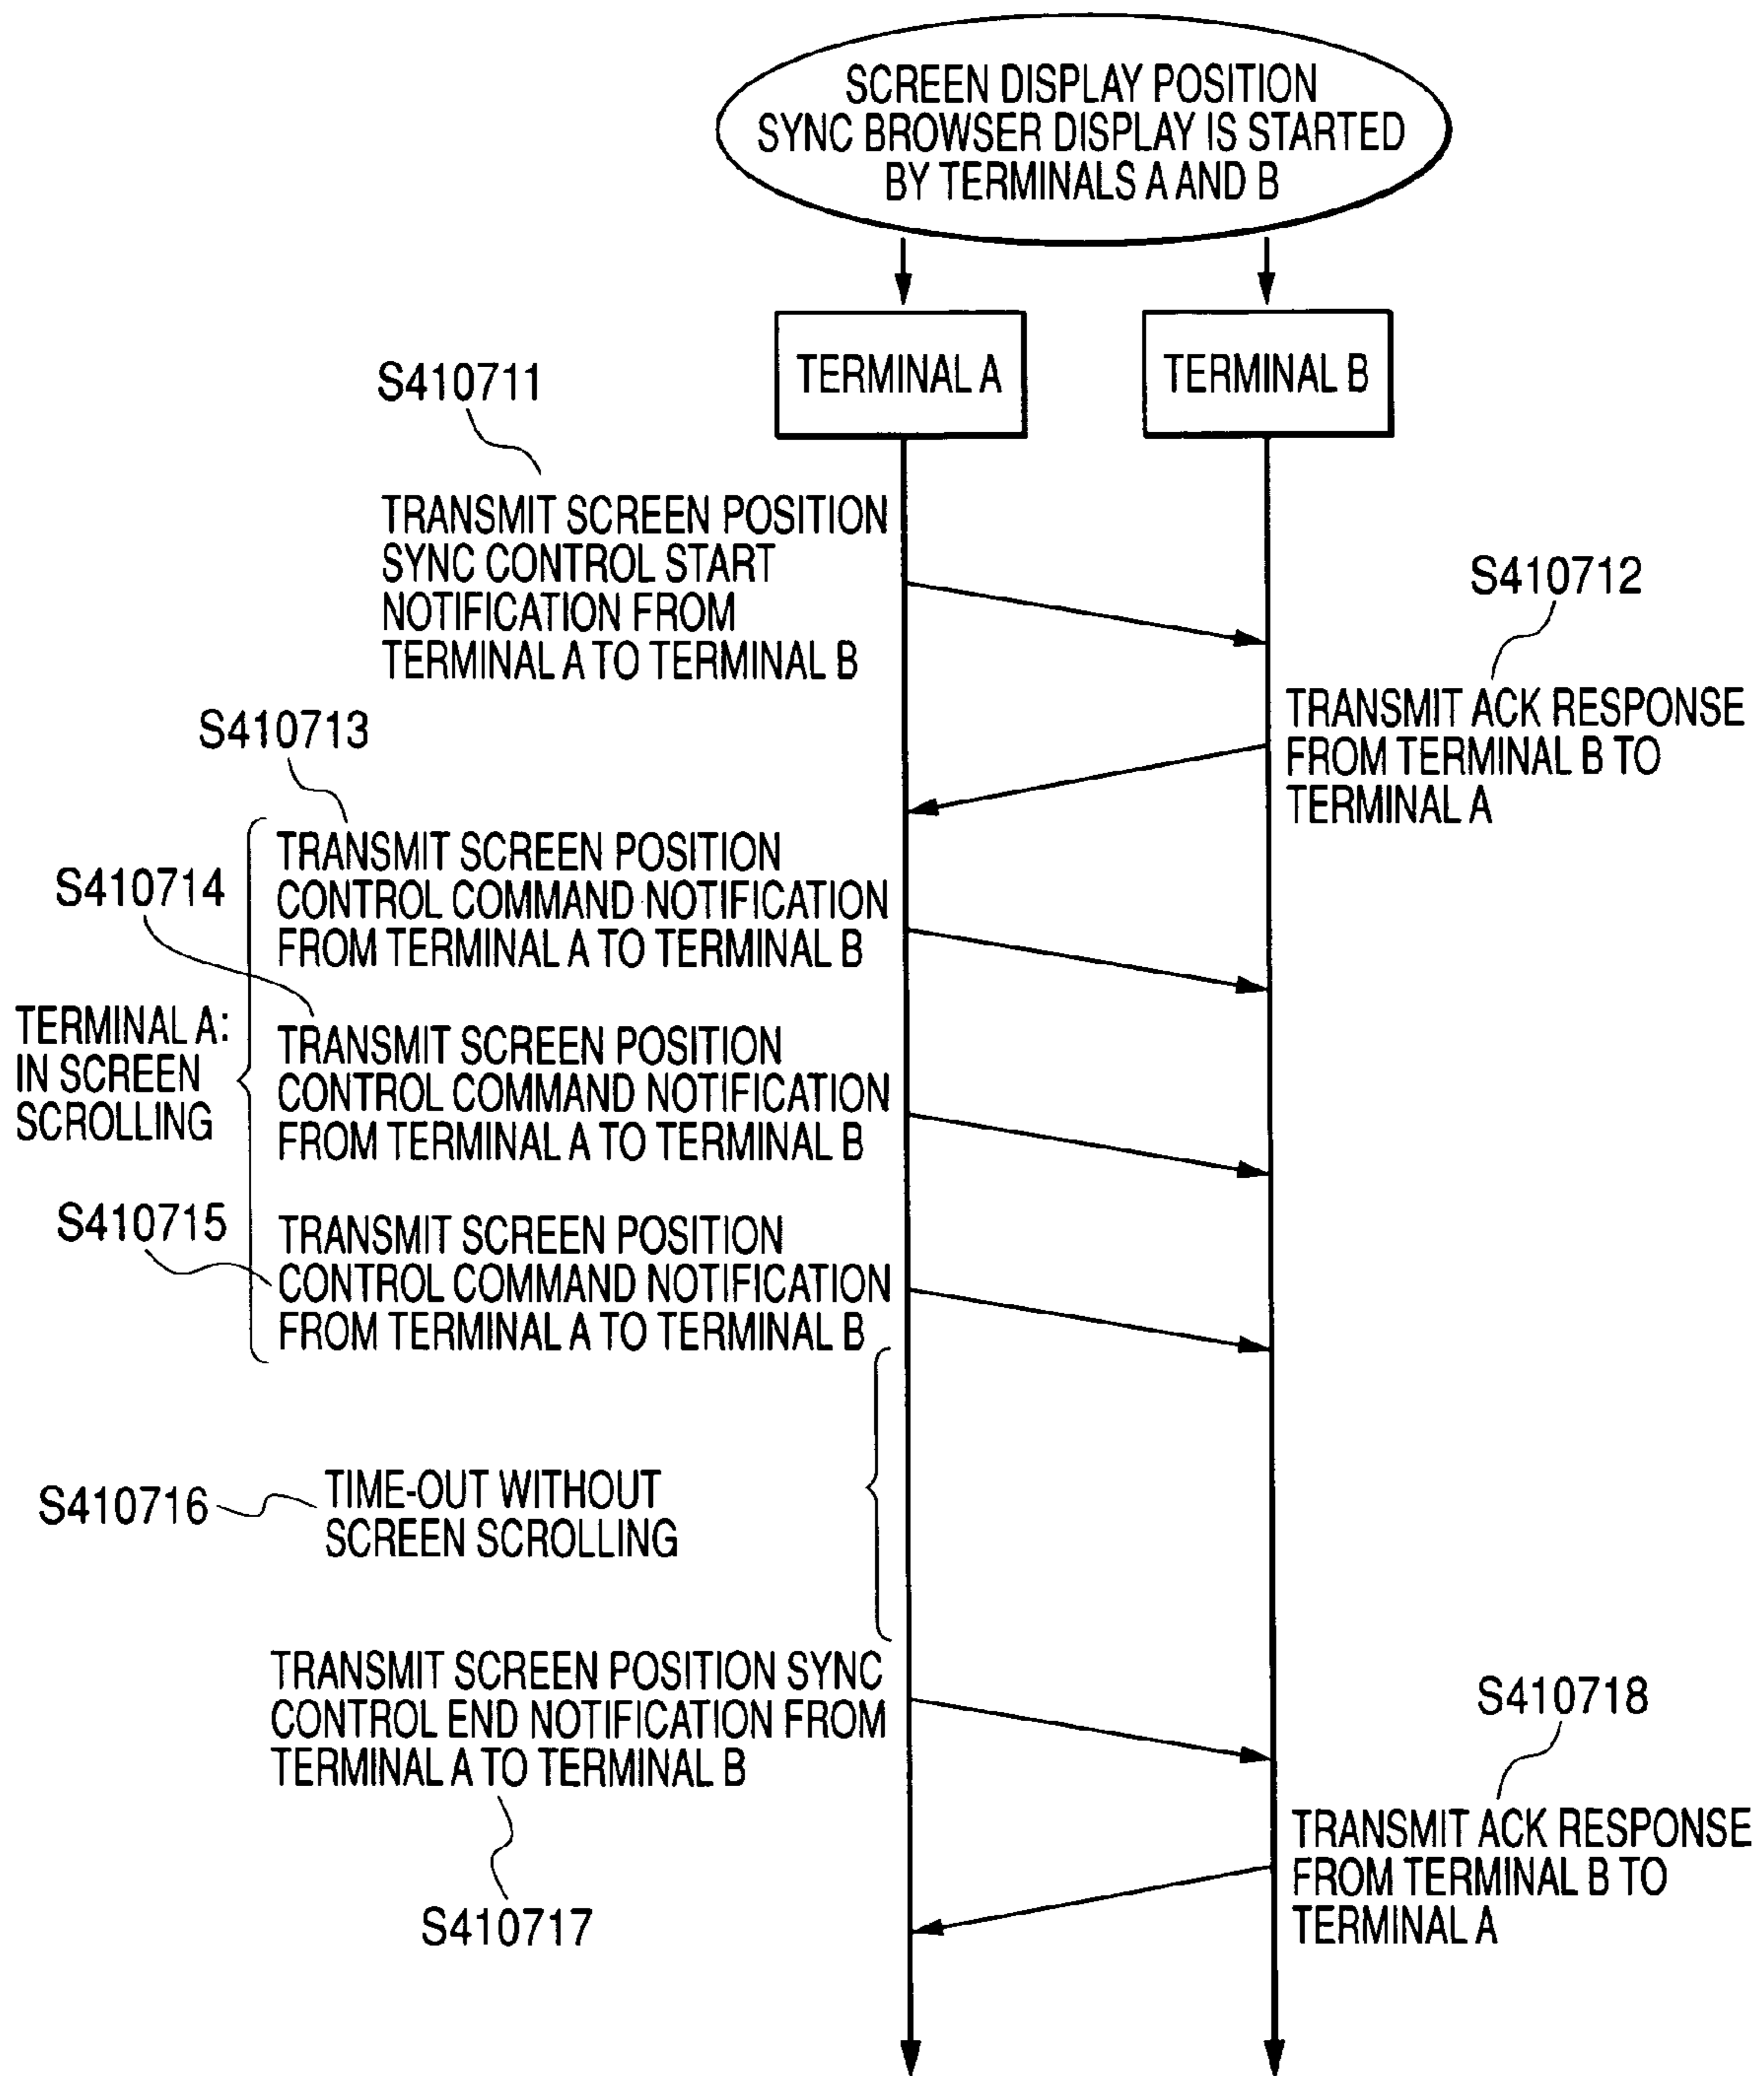 SCREEN DISPLAY POSITION
SYNC BROWSER DISPLAY IS STARTED
BY TERMINALS A AND B
TERMINAL A
TERMINAL B
S410711
TRANSMIT SCREEN POSITION
SYNC CONTROL START
NOTIFICATION FROM
TERMINAL A TO TERMINAL B
S410712
TRANSMIT ACK RESPONSE
FROM TERMINAL B TO
TERMINAL A
S410713
TRANSMIT SCREEN POSITION
CONTROL COMMAND NOTIFICATION
FROM TERMINAL A TO TERMINAL B
S410714
TERMINAL A:
IN SCREEN
SCROLLING
TRANSMIT SCREEN POSITION
CONTROL COMMAND NOTIFICATION
FROM TERMINAL A TO TERMINAL B
S410715
TRANSMIT SCREEN POSITION
CONTROL COMMAND NOTIFICATION
FROM TERMINAL A TO TERMINAL B
S410716
TIME-OUT WITHOUT
SCREEN SCROLLING
TRANSMIT SCREEN POSITION SYNC
CONTROL END NOTIFICATION FROM
TERMINAL A TO TERMINAL B
S410717
S410718
TRANSMIT ACK RESPONSE
FROM TERMINAL B TO
TERMINAL A